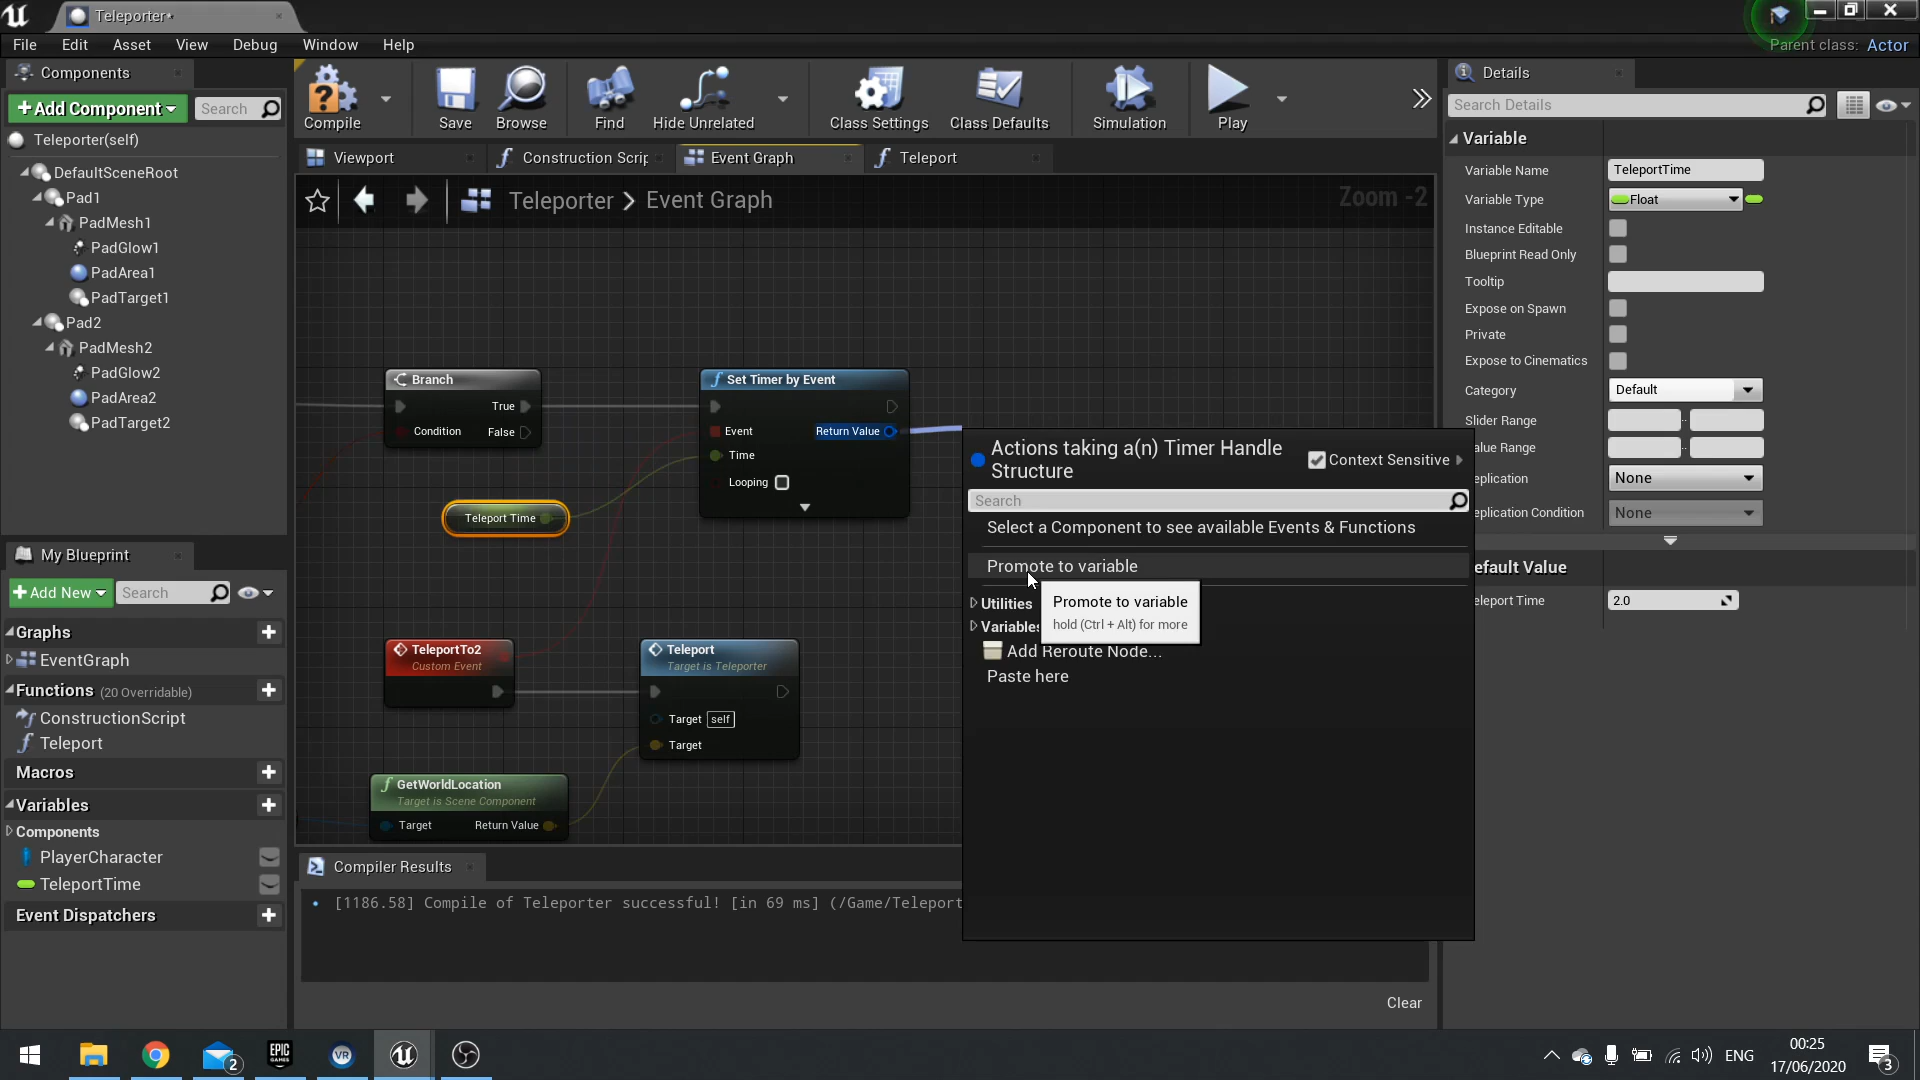 Teleporter*
File Edit Asset View Debug Window Help
Parent class: Actor
Components
+Add Component
Search
Teleporter(self)
DefaultSceneRoot
Pad1
PadMesh1
PadGlow1
PadArea1
PadTarget1
Pad2
PadMesh2
PadGlow2
PadArea2
PadTarget2
My Blueprint
+Add New
Search
Graphs
EventGraph
Functions (20 Overridable)
ConstructionScript
Teleport
Macros
Variables
Components
PlayerCharacter
TeleportTime
Event Dispatchers
Compile
Save
Browse
Find
Hide Unrelated
Class Settings
Class Defaults
Simulation
Play
Viewport
Construction Scrip
Event Graph
Teleport
Teleporter > Event Graph
Zoom -2
Branch
True
Condition False
Set Timer by Event
Event Return Value
Time
Looping
Teleport Time
TeleportTo2
Custom Event
Teleport
Target is Teleporter
Target self
Target
GetWorldLocation
Target is Scene Component
Target Return Value
Actions taking a(n) Timer Handle
Structure
Context Sensitive
Search
Select a Component to see available Events & Functions
Promote to variable
Promote to variable
hold (Ctrl + Alt) for more
Utilities
Variables
Add Reroute Node...
Paste here
Compiler Results
[1186.58] Compile of Teleporter successful! [in 69 ms] (/Game/Teleport
Clear
Details
Search Details
Variable
Variable Name TeleportTime
Variable Type Float
Instance Editable
Blueprint Read Only
Tooltip
Expose on Spawn
Private
Expose to Cinematics
Category Default
Slider Range
alue Range
eplication None
eplication Condition None
efault Value
eleport Time 2.0
EPIC
GAMES
VR
2
ENG
00:25
17/06/2020
3